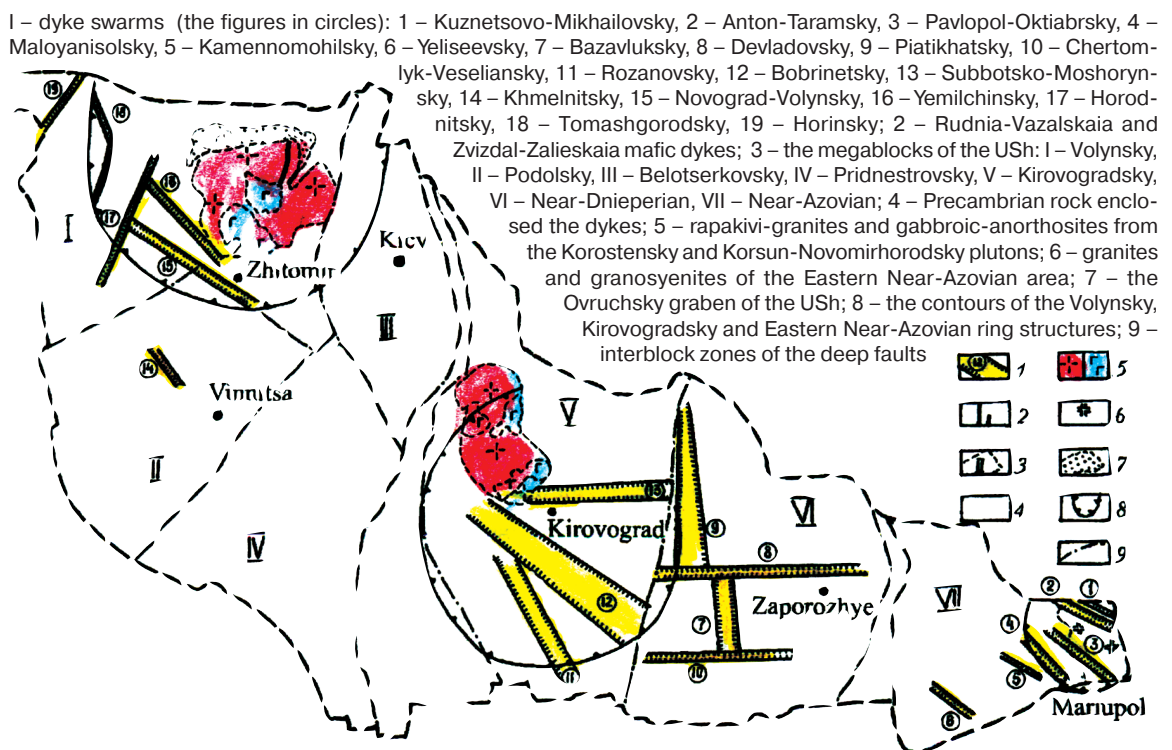 I – dyke swarms (the figures in circles): 1 – Kuznetsovo-Mikhailovsky, 2 – Anton-Taramsky, 3 – Pavlopol-Oktiabrsky, 4 –
Maloyanisolsky, 5 – Kamennomohilsky, 6 – Yeliseevsky, 7 – Bazavluksky, 8 – Devladovsky, 9 – Piatikhatsky, 10 – Chertom-
lyk-Veseliansky, 11 – Rozanovsky, 12 – Bobrinetsky, 13 – Subbotsko-Moshoryn-
sky, 14 – Khmelnitsky, 15 – Novograd-Volynsky, 16 – Yemilchinsky, 17 – Horod-
nitsky, 18 – Tomashgorodsky, 19 – Horinsky; 2 – Rudnia-Vazalskaia and
Zvizdal-Zalieskaia mafic dykes; 3 – the megablocks of the USh: I – Volynsky,
II – Podolsky, III – Belotserkovsky, IV – Pridnestrovsky, V – Kirovogradsky,
VI – Near-Dnieperian, VII – Near-Azovian; 4 – Precambrian rock enclo-
sed the dykes; 5 – rapakivi-granites and gabbroic-anorthosites from
the Korostensky and Korsun-Novomirhorodsky plutons; 6 – granites
and granosyenites of the Eastern Near-Azovian area; 7 – the
Ovruchsky graben of the USh; 8 – the contours of the Volynsky,
Kirovogradsky and Eastern Near-Azovian ring structures; 9 –
interblock zones of the deep faults
19
18
16
17
15
I
Kiev
Zhitomir
III
14
Vinnitsa
II
IV
V
13
Kirovograd
12
11
9
8
VI
7
Zaporozhye
10
VII
2
1
4
3
5
6
Mariupol
1
5
2
6
3
7
4
8
9